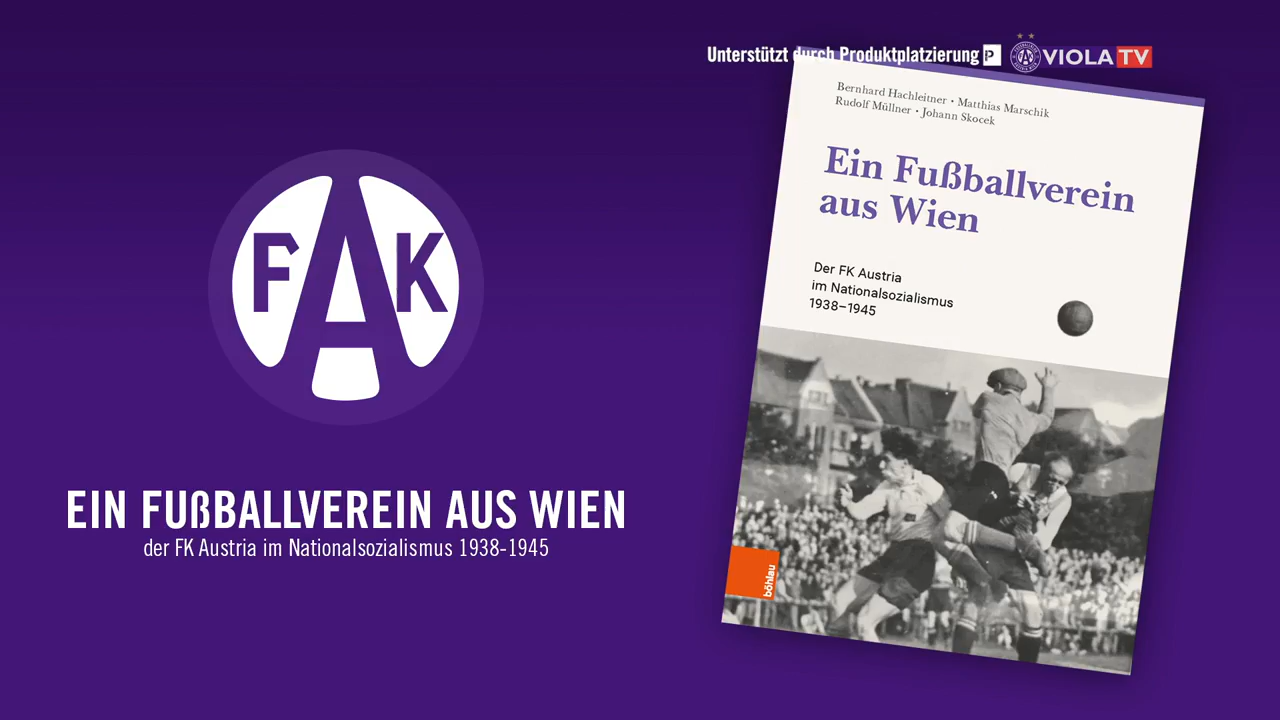 Unterstützt durch Produktplatzierung P
VIOLA TV
Bernhard Hachleitner • Matthias Marschik
Rudolf Müllner • Johann Skocek
Ein Fußballverein
aus Wien
Der FK Austria
im Nationalsozialismus
1938–1945
böhlau
FAK
EIN FUßBALLVEREIN AUS WIEN
der FK Austria im Nationalsozialismus 1938-1945